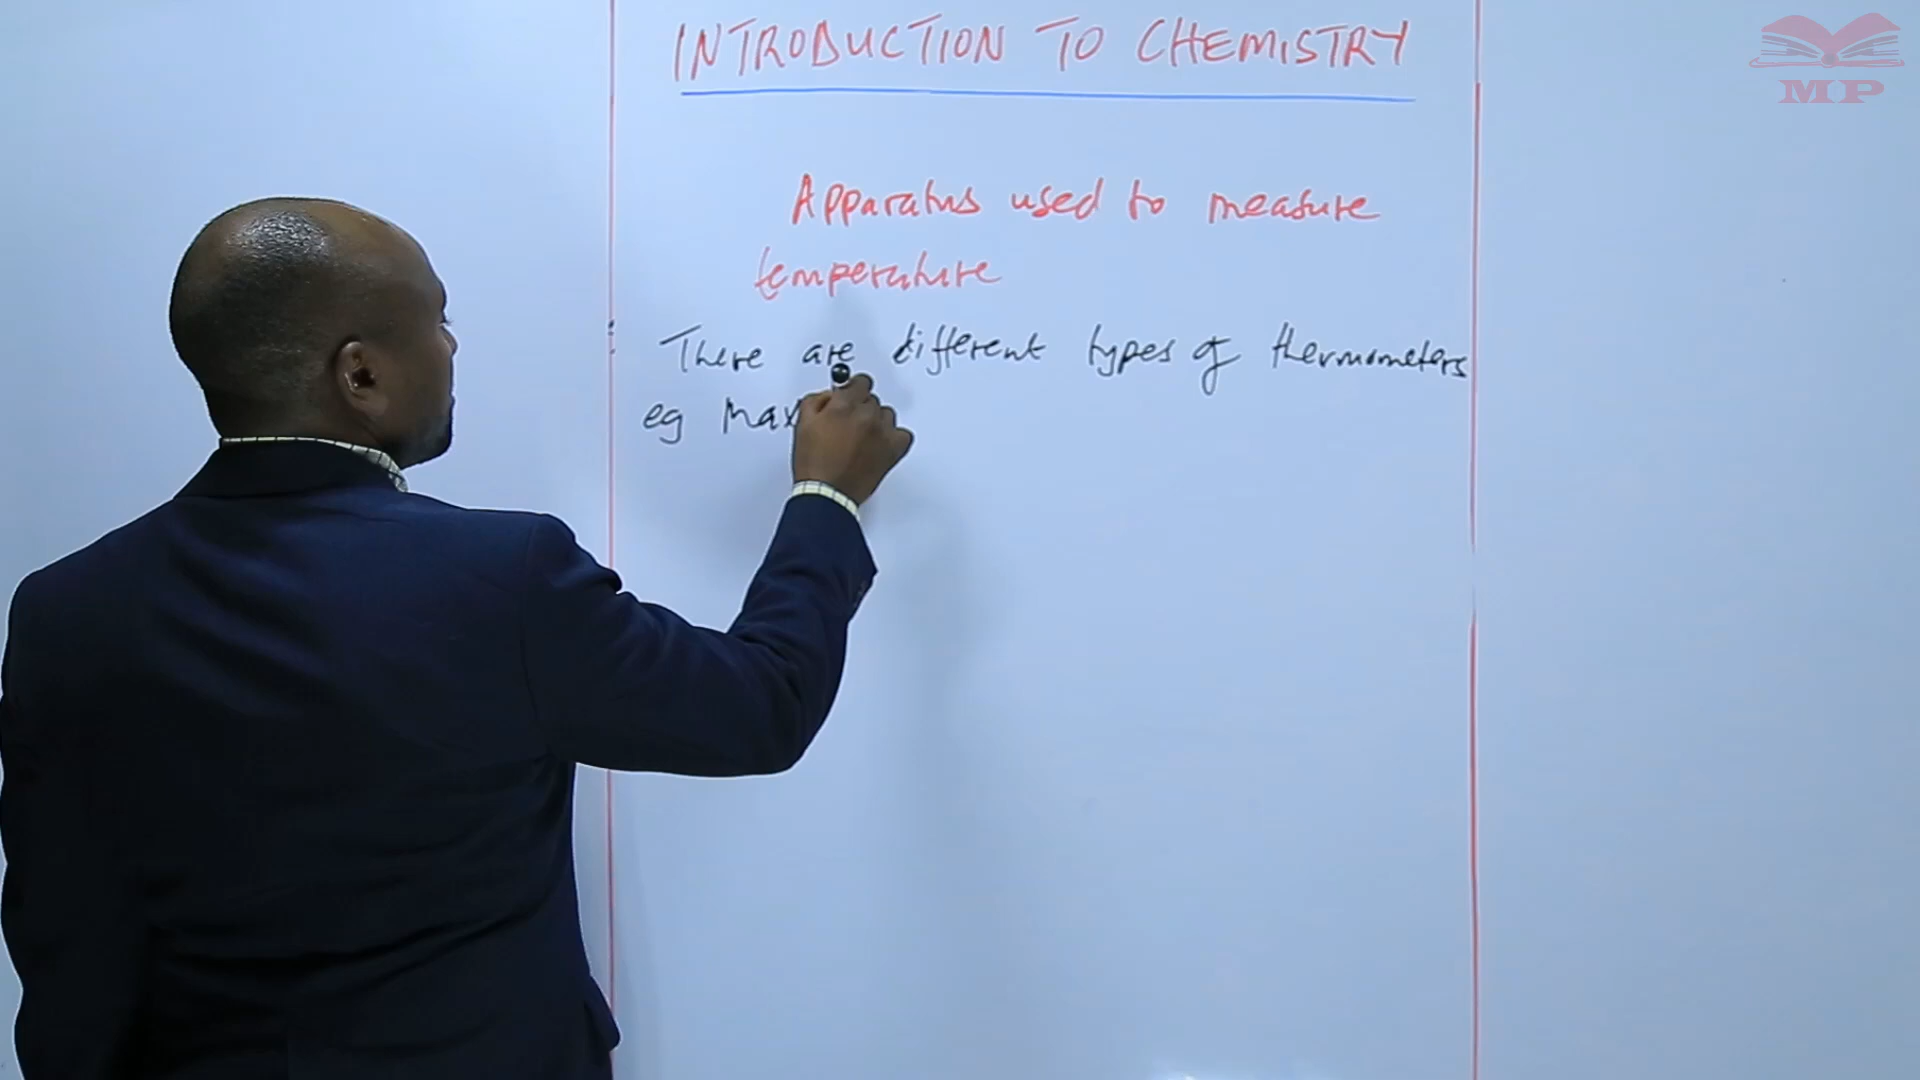 INTRODUCTION TO CHEMISTRY
MP
Apparatus used to measure
temperature
There are different types of thermometers
eg Max